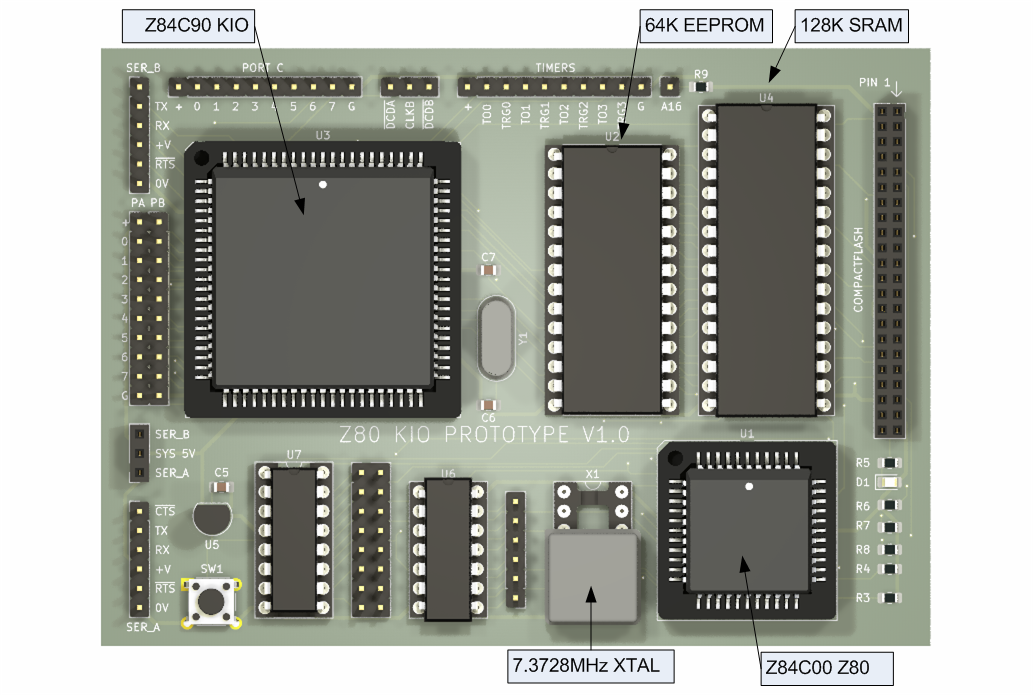 Z84C90 KIO
64K EEPROM
128K SRAM
SER_B
PORT C
TIMERS
R9
PIN 1
U4
TX
+ 0 1 2 3 4 5 6 7 G
DCDA
CLKB
DCDB
+
TO0
TRG0
TO1
TRG1
TO2
TRG2
TO3
TRG3
G
A16
RX
+V
RTS
0V
U3
U2
PA PB
+
0
1
2
3
4
5
6
7
G
COMPACTFLASH
C7
Y1
C6
Z80 KIO PROTOTYPE V1.0
U1
SER_B
SYS 5V
SER_A
U7
C5
U6
X1
R5
D1
R6
R7
R8
R4
R3
CTS
TX
RX
+V
RTS
0V
SER_A
U5
SW1
7.3728MHz XTAL
Z84C00 Z80